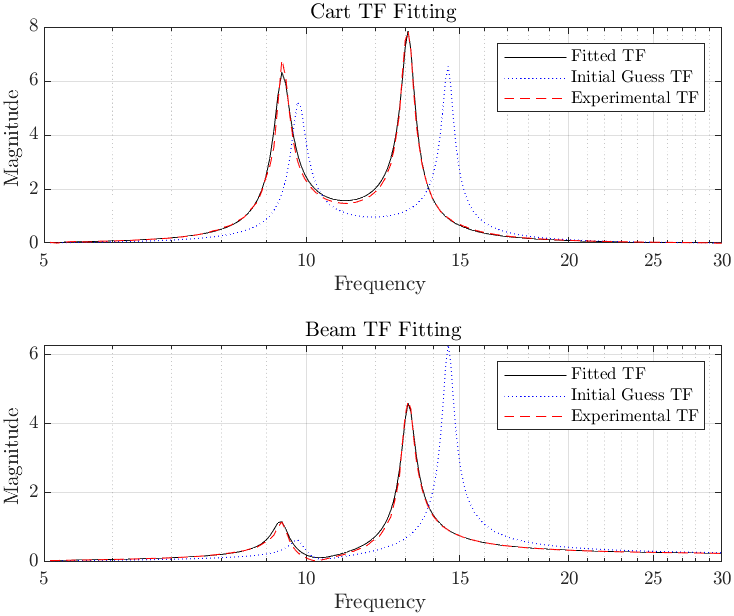 Cart TF Fitting
8
6
4
2
0
Magnitude
Fitted TF
Initial Guess TF
Experimental TF
5 10 15 20 25 30
Frequency
Beam TF Fitting
6
4
2
0
Magnitude
Fitted TF
Initial Guess TF
Experimental TF
5 10 15 20 25 30
Frequency